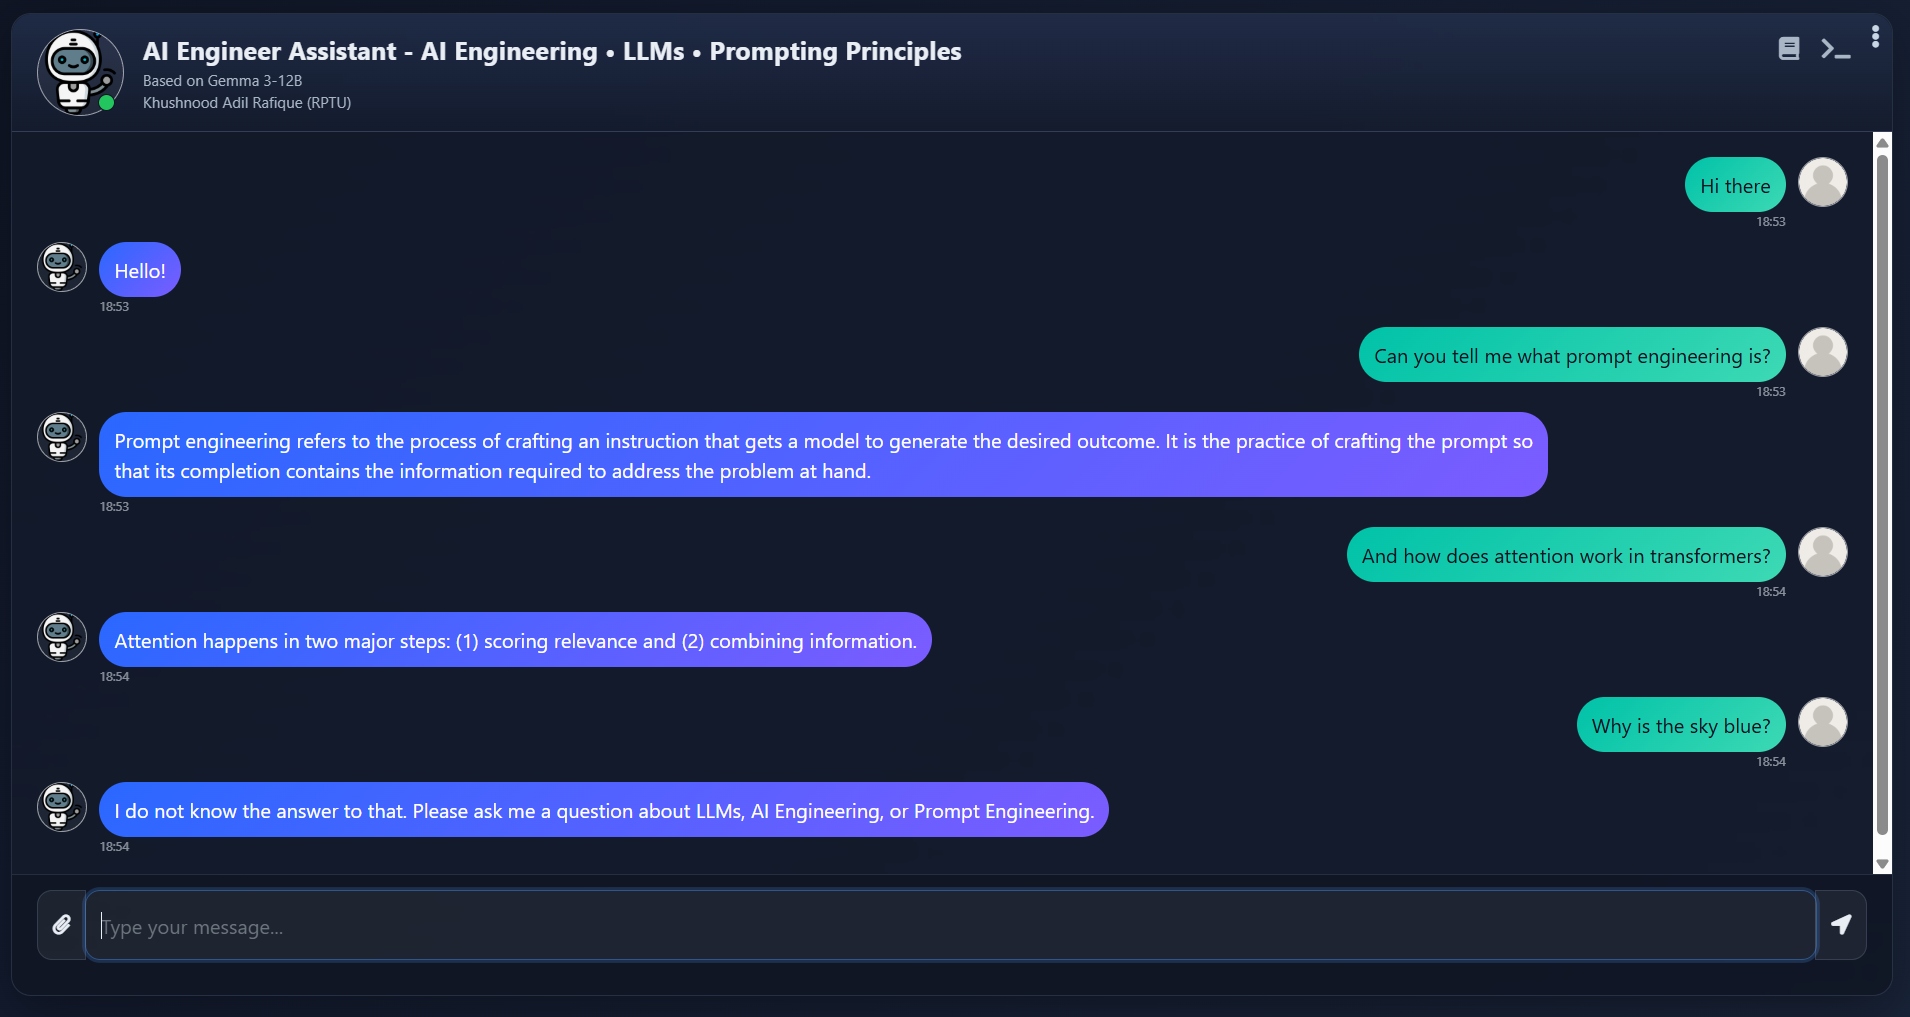 AI Engineer Assistant - AI Engineering • LLMs • Prompting Principles
Based on Gemma 3-12B
Khushnood Adil Rafique (RPTU)
Hi there
18:53
Hello!
18:53
Can you tell me what prompt engineering is?
18:53
Prompt engineering refers to the process of crafting an instruction that gets a model to generate the desired outcome. It is the practice of crafting the prompt so
that its completion contains the information required to address the problem at hand.
18:53
And how does attention work in transformers?
18:54
Attention happens in two major steps: (1) scoring relevance and (2) combining information.
18:54
Why is the sky blue?
18:54
I do not know the answer to that. Please ask me a question about LLMs, AI Engineering, or Prompt Engineering.
18:54
Type your message...